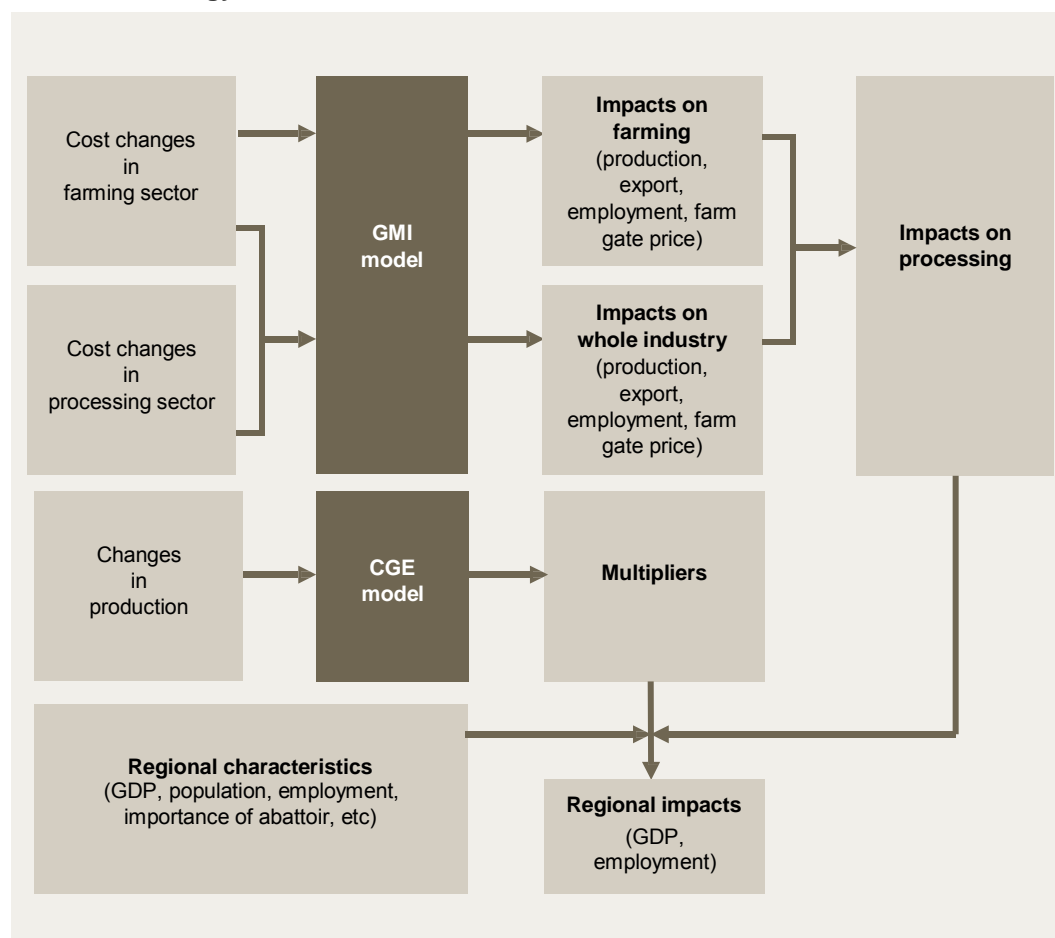 Cost changes
in
farming sector
GMI
model
Impacts on
farming
(production,
export,
employment, farm
gate price)
Impacts on
processing
Cost changes
in
processing sector
Impacts on
whole industry
(production,
export,
employment, farm
gate price)
Changes
in
production
CGE
model
Multipliers
Regional characteristics
(GDP, population, employment,
importance of abattoir, etc)
Regional impacts
(GDP,
employment)